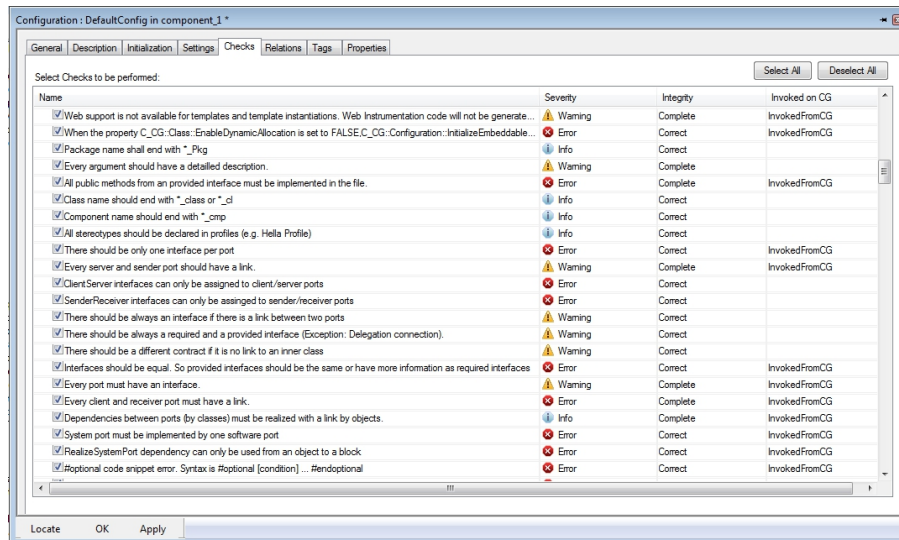 Configuration : DefaultConfig in component_1 *
General Description Initialization Settings Checks Relations Tags Properties
Select Checks to be performed: Select All Deselect All
Name Severity Integrity Invoked on CG
Web support is not available for templates and template instantiations. Web Instrumentation code will not be generate... Warning Complete InvokedFromCG
When the property C_CG::Class::EnableDynamicAllocation is set to FALSE,C_CG::Configuration::InitializeEmbeddable... Error Correct InvokedFromCG
Package name shall end with *_Pkg Info Correct
Every argument should have a detailled description. Warning Complete
All public methods from an provided interface must be implemented in the file. Error Complete InvokedFromCG
Class name should end with *_class or *_cl Info Correct
Component name should end with *_cmp Info Correct
All stereotypes should be declared in profiles (e.g. Hella Profile) Info Correct
There should be only one interface per port Error Correct InvokedFromCG
Every server and sender port should have a link. Warning Complete InvokedFromCG
ClientServer interfaces can only be assigned to client/server ports Error Correct
SenderReceiver interfaces can only be assinged to sender/receiver ports Error Correct
There should be always an interface if there is a link between two ports Warning Correct
There should be always a required and a provided interface (Exception: Delegation connection). Warning Correct
There should be a different contract if it is no link to an inner class Warning Correct
Interfaces should be equal. So provided interfaces should be the same or have more information as required interfaces Error Correct InvokedFromCG
Every port must have an interface. Warning Complete InvokedFromCG
Every client and receiver port must have a link. Error Complete InvokedFromCG
Dependencies between ports (by classes) must be realized with a link by objects. Info Complete InvokedFromCG
System port must be implemented by one software port Error Correct InvokedFromCG
RealizeSystemPort dependency can only be used from an object to a block Error Correct InvokedFromCG
#optional code snippet error. Syntax is #optional [condition] ... #endoptional Error Correct InvokedFromCG
Locate OK Apply